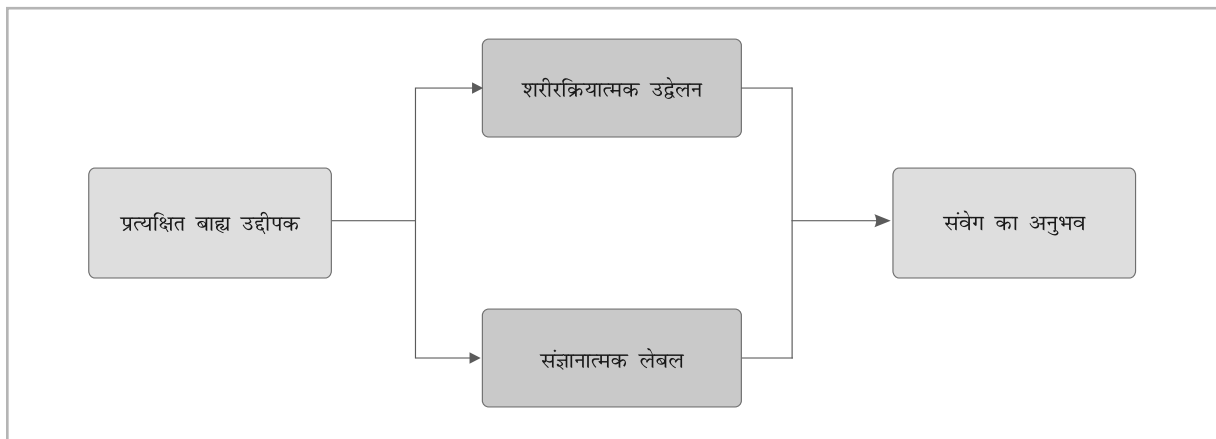 शरीरक्रियात्मक उद्वेलन
प्रत्यक्षित बाह्य उद्दीपक
संवेग का अनुभव
संज्ञानात्मक लेबल